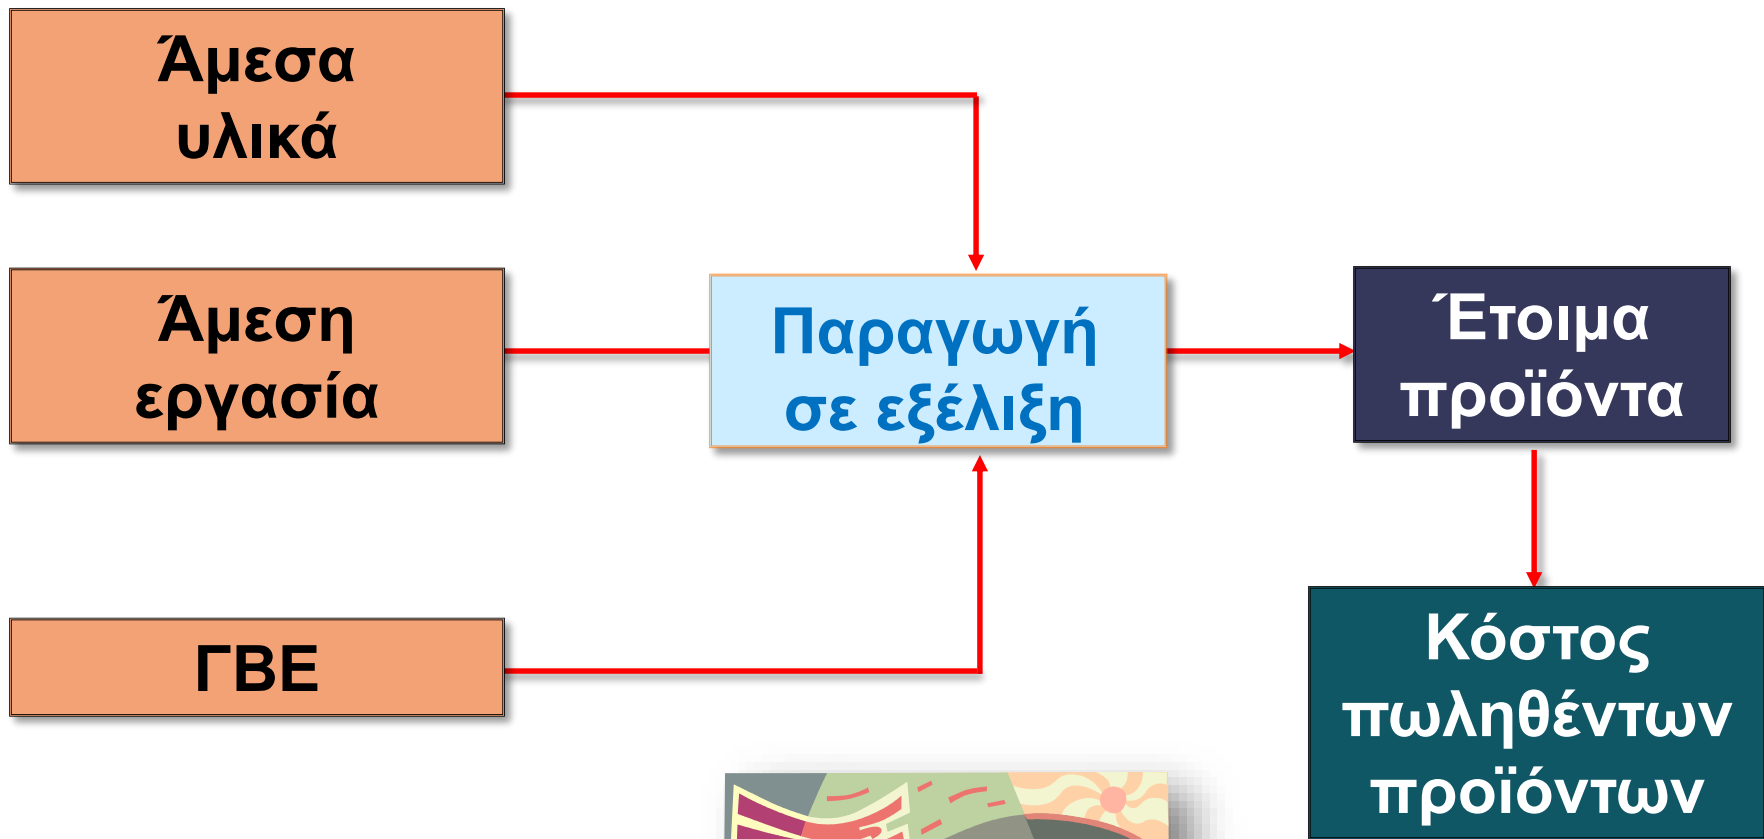 Άμεσα
υλικά
Άμεση
εργασία
Παραγωγή
σε εξέλιξη
Έτοιμα
προϊόντα
ΓΒΕ
Κόστος
πωληθέντων
προϊόντων